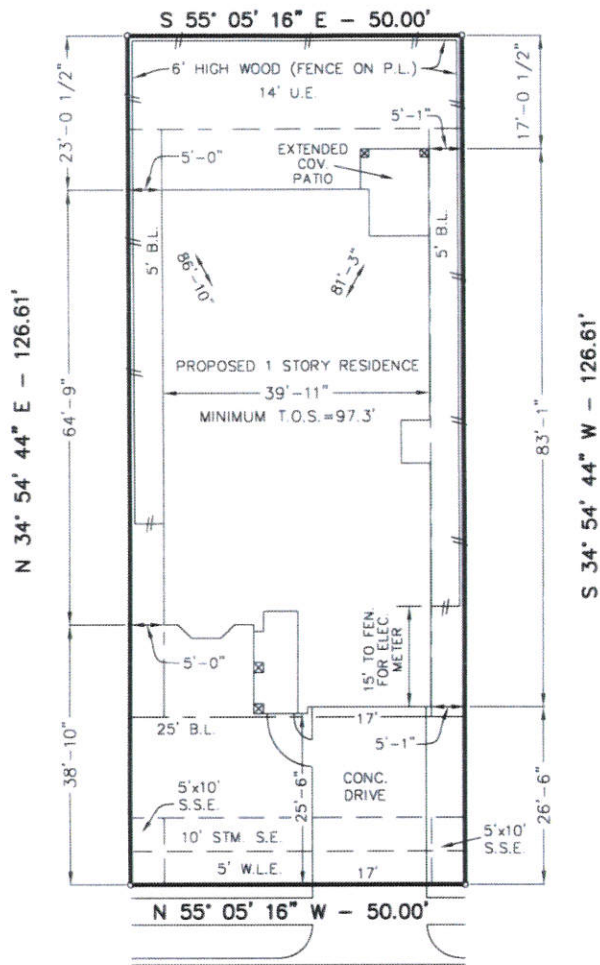 S 55° 05' 16" E - 50.00'
6' HIGH WOOD (FENCE ON P.L.)
14' U.E.
23'-0 1/2"
17'-0 1/2"
5'-1"
5'-0"
EXTENDED
COV.
PATIO
5' B.L.
5' B.L.
86'-10"
81'-3"
N 34° 54' 44" E - 126.61'
S 34° 54' 44" W - 126.61'
64'-9"
83'-1"
PROPOSED 1 STORY RESIDENCE
39'-11"
MINIMUM T.O.S.=97.3'
15' TO FEN.
FOR ELEC.
METER
5'-0"
25' B.L.
17'
5'-1"
38'-10"
25'-6"
26'-6"
CONC.
DRIVE
5'x10'
S.S.E.
5'x10'
S.S.E.
10' STM. S.E.
5' W.L.E.
17'
N 55° 05' 16" W - 50.00'